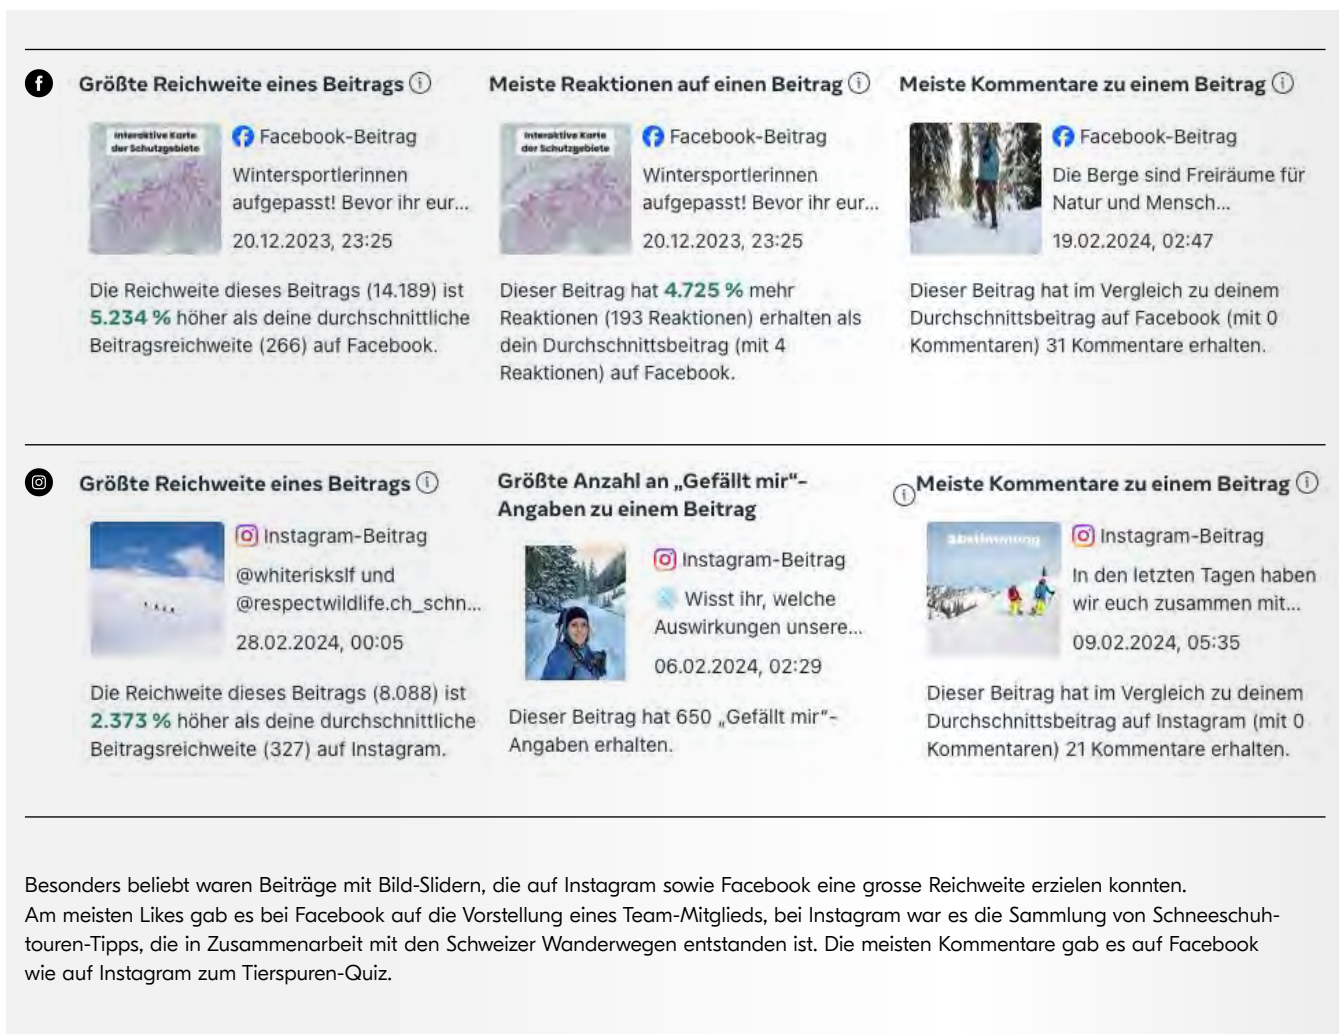 Größte Reichweite eines Beitrags
Interaktive Karte
der Schutzgebiete
Facebook-Beitrag
Wintersportlerinnen
aufgepasst! Bevor ihr eur...
20.12.2023, 23:25
Die Reichweite dieses Beitrags (14.189) ist
5.234 % höher als deine durchschnittliche
Beitragsreichweite (266) auf Facebook.
Meiste Reaktionen auf einen Beitrag
Interaktive Karte
der Schutzgebiete
Facebook-Beitrag
Wintersportlerinnen
aufgepasst! Bevor ihr eur...
20.12.2023, 23:25
Dieser Beitrag hat 4.725 % mehr
Reaktionen (193 Reaktionen) erhalten als
dein Durchschnittsbeitrag (mit 4
Reaktionen) auf Facebook.
Meiste Kommentare zu einem Beitrag
Facebook-Beitrag
Die Berge sind Freiräume für
Natur und Mensch...
19.02.2024, 02:47
Dieser Beitrag hat im Vergleich zu deinem
Durchschnittsbeitrag auf Facebook (mit 0
Kommentaren) 31 Kommentare erhalten.
Größte Reichweite eines Beitrags
Instagram-Beitrag
@whiteriskslf und
@respectwildlife.ch_schn...
28.02.2024, 00:05
Die Reichweite dieses Beitrags (8.088) ist
2.373 % höher als deine durchschnittliche
Beitragsreichweite (327) auf Instagram.
Größte Anzahl an „Gefällt mir“-
Angaben zu einem Beitrag
Instagram-Beitrag
Wisst ihr, welche
Auswirkungen unsere...
06.02.2024, 02:29
Dieser Beitrag hat 650 „Gefällt mir“-
Angaben erhalten.
Meiste Kommentare zu einem Beitrag
Abstimmung
Instagram-Beitrag
In den letzten Tagen haben
wir euch zusammen mit...
09.02.2024, 05:35
Dieser Beitrag hat im Vergleich zu deinem
Durchschnittsbeitrag auf Instagram (mit 0
Kommentaren) 21 Kommentare erhalten.
Besonders beliebt waren Beiträge mit Bild-Slidern, die auf Instagram sowie Facebook eine grosse Reichweite erzielen konnten.
Am meisten Likes gab es bei Facebook auf die Vorstellung eines Team-Mitglieds, bei Instagram war es die Sammlung von Schneeschuh-
touren-Tipps, die in Zusammenarbeit mit den Schweizer Wanderwegen entstanden ist. Die meisten Kommentare gab es auf Facebook
wie auf Instagram zum Tierspuren-Quiz.